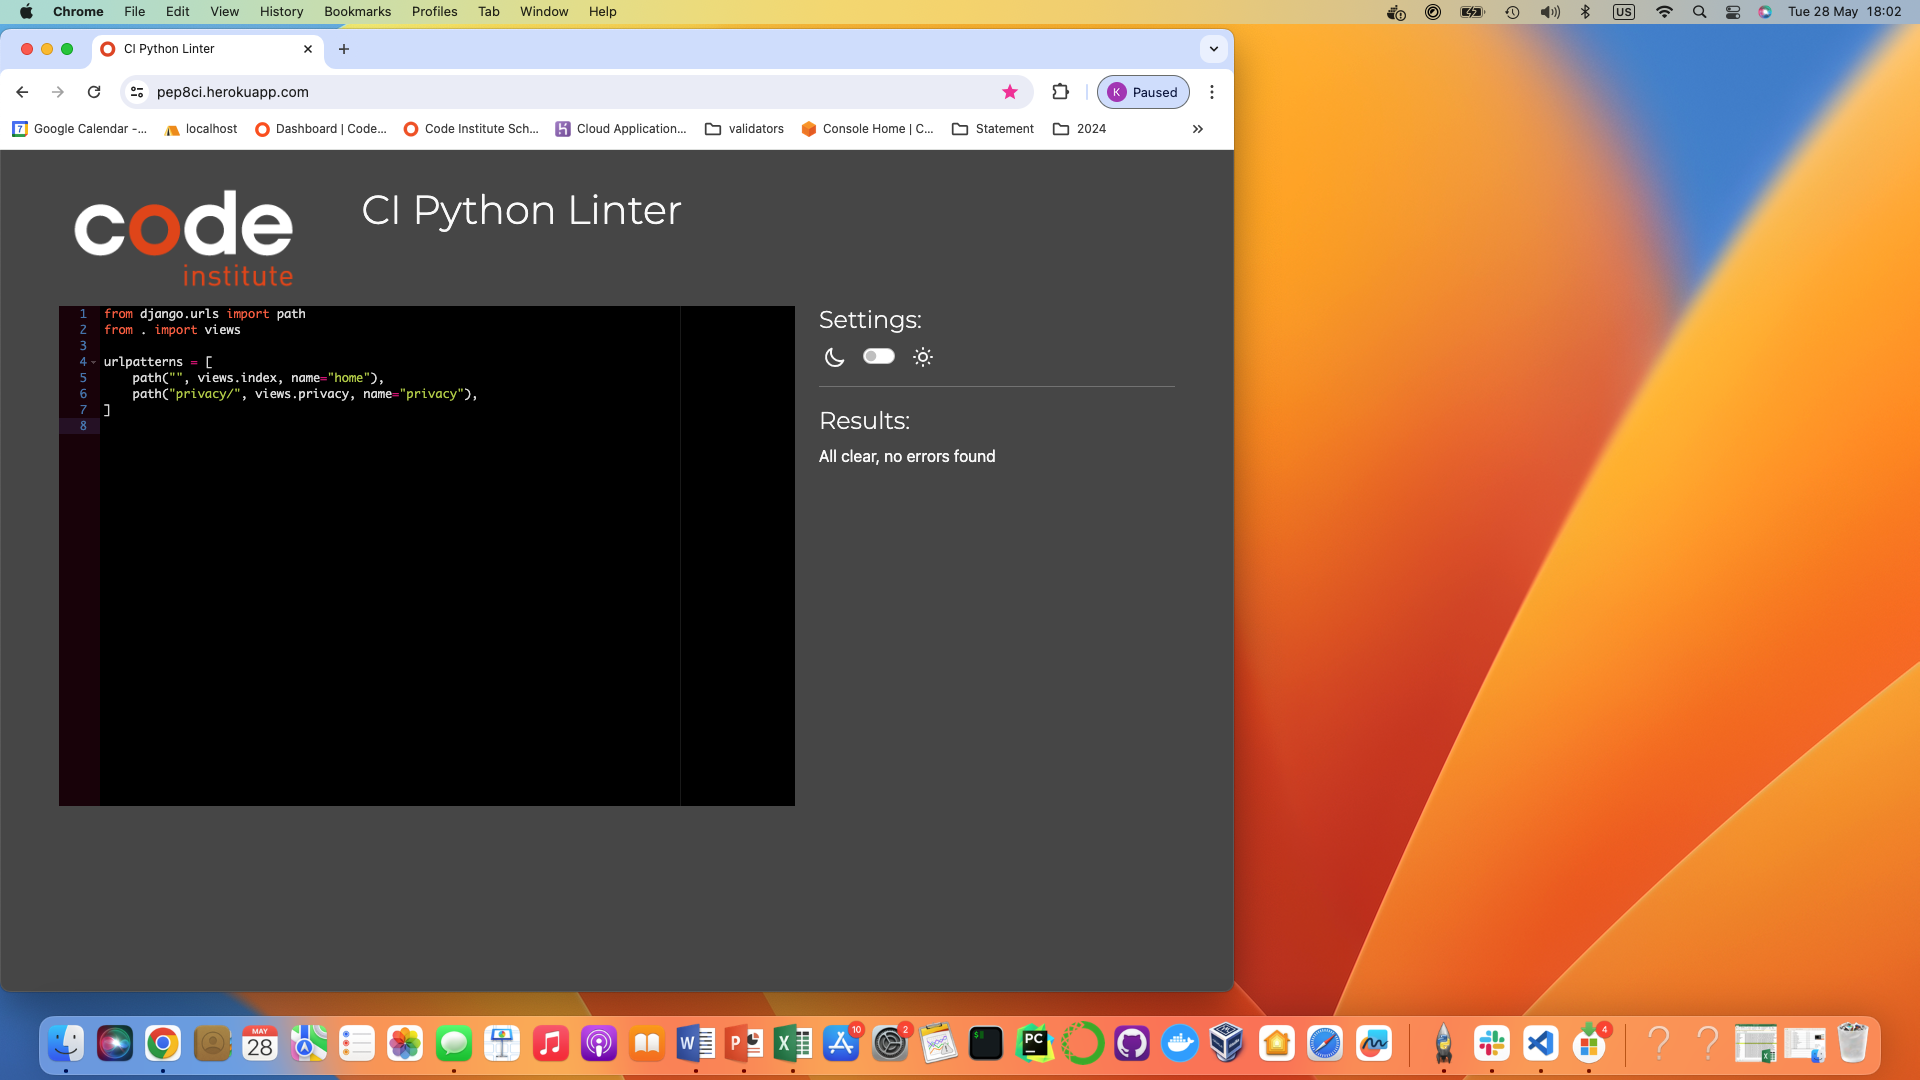 Chrome File Edit View History Bookmarks Profiles Tab Window Help US Tue 28 May 18:02
CI Python Linter
pep8ci.herokuapp.com K Paused
7 Google Calendar -... localhost Dashboard | Code... Code Institute Sch... Cloud Application... validators Console Home | C... Statement 2024
code
institute
CI Python Linter
1 from django.urls import path
2 from . import views
3
4 urlpatterns = [
5 path("", views.index, name="home"),
6 path("privacy/", views.privacy, name="privacy"),
7 ]
8
Settings:
Results:
All clear, no errors found
MAY
28
W
P
X
10
2
$
PC
4